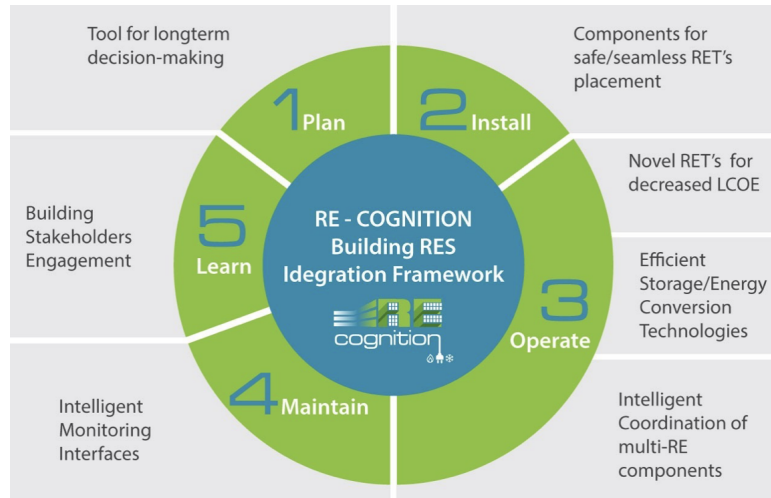 Tool for longterm
decision-making
Components for
safe/seamless RET's
placement
1 Plan
2 Install
Novel RET's for
decreased LCOE
Building
Stakeholders
Engagement
5
Learn
RE - COGNITION
Building RES
Idegration Framework
RE
cognition
Efficient
Storage/Energy
Conversion
Technologies
3
Operate
4 Maintain
Intelligent
Monitoring
Interfaces
Intelligent
Coordination of
multi-RE
components